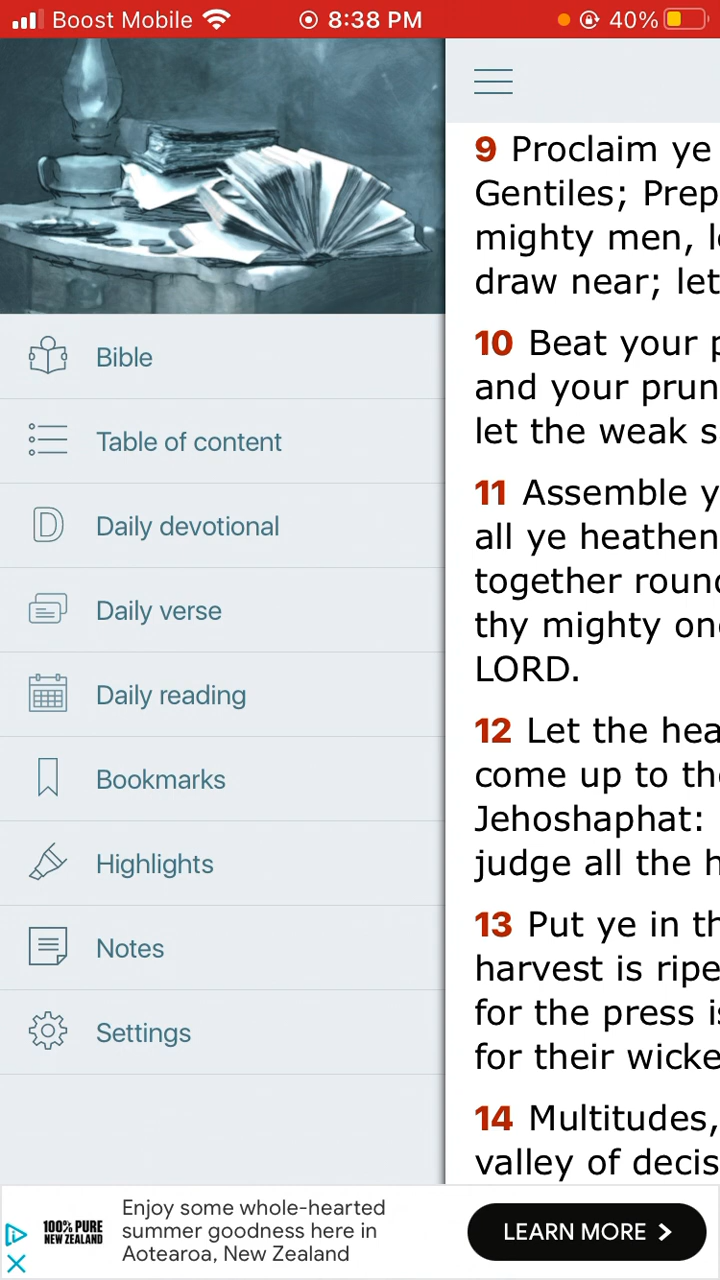 Boost Mobile 8:38 PM 40%
Bible
Table of content
Daily devotional
Daily verse
Daily reading
Bookmarks
Highlights
Notes
Settings
9 Proclaim ye
Gentiles; Prep
mighty men, l
draw near; let
10 Beat your p
and your prun
let the weak s
11 Assemble y
all ye heathen
together round
thy mighty on
LORD.
12 Let the hea
come up to the
Jehoshaphat:
judge all the h
13 Put ye in th
harvest is ripe
for the press is
for their wicke
14 Multitudes,
valley of decis
100% PURE
NEW ZEALAND
Enjoy some whole-hearted
summer goodness here in
Aotearoa, New Zealand
LEARN MORE